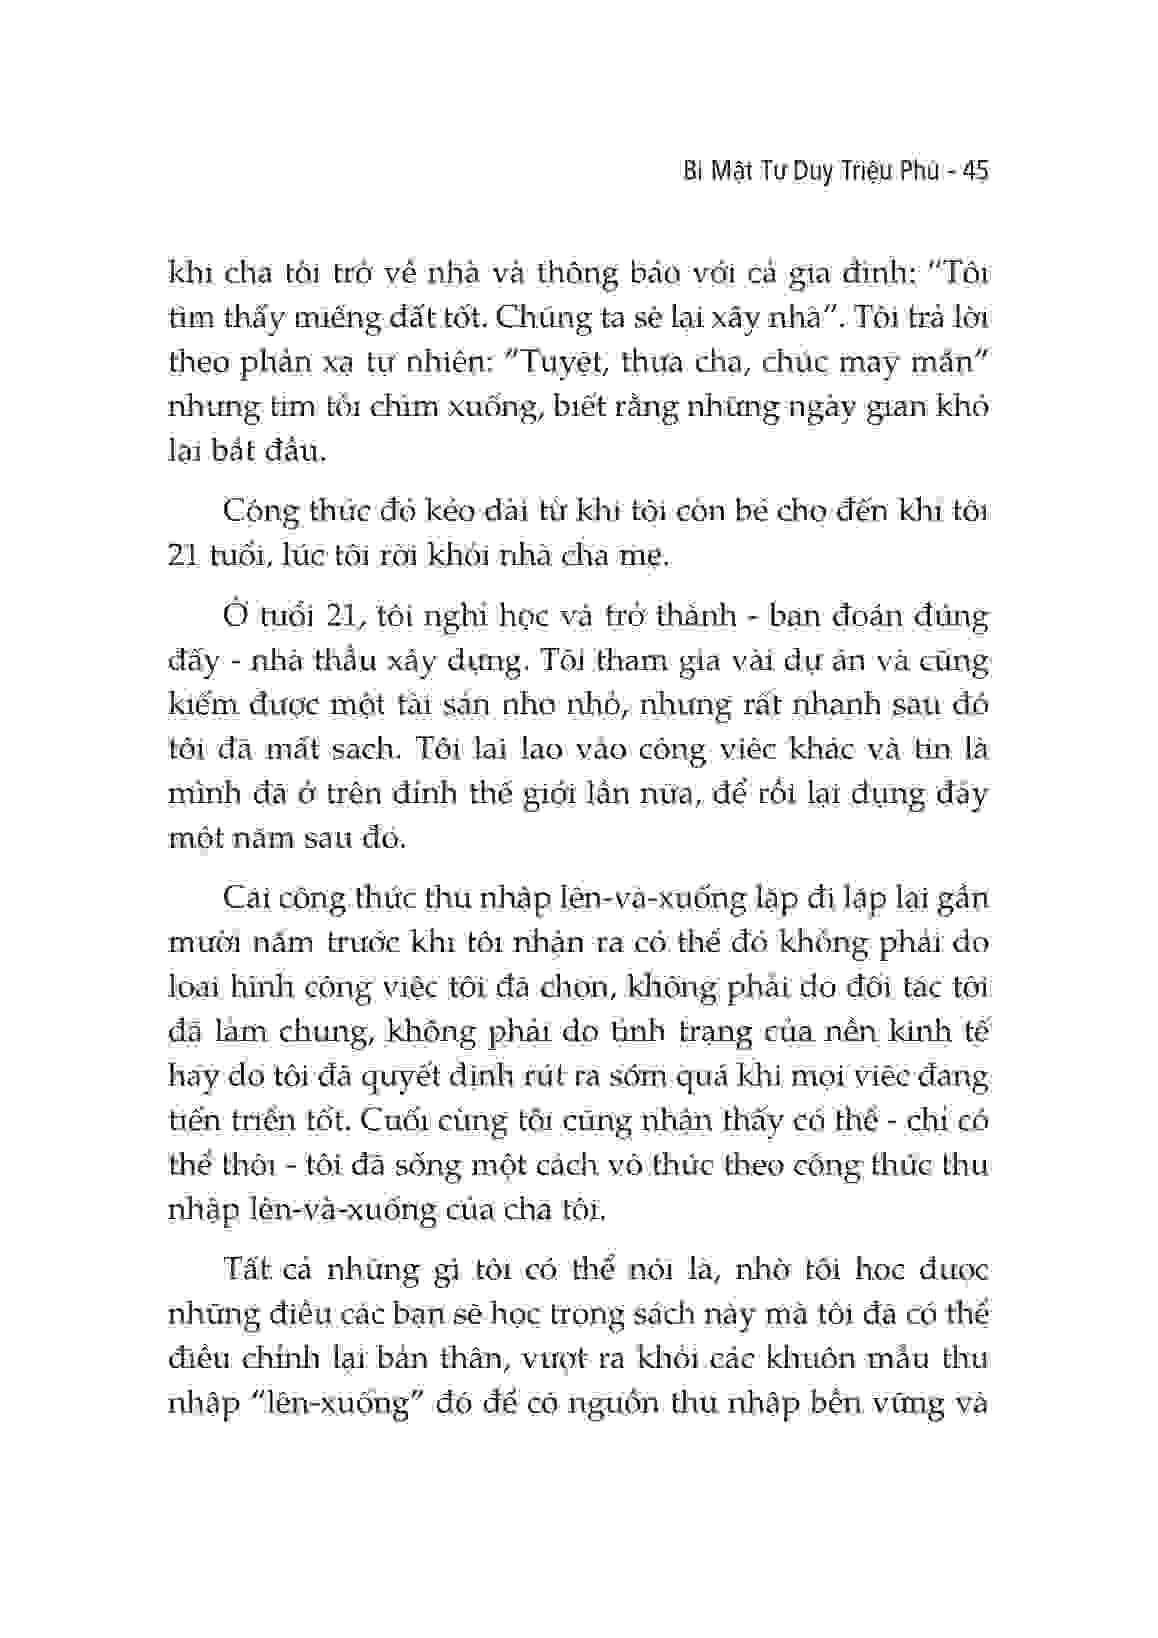 Bí Mật Tư Duy Triệu Phú - 45
khi cha tôi trở về nhà và thông báo với cả gia đình: “Tôi
tìm thấy miếng đất tốt. Chúng ta sẽ lại xây nhà”. Tôi trả lời
theo phản xạ tự nhiên: “Tuyệt, thưa cha, chúc may mắn”
nhưng tim tôi chìm xuống, biết rằng những ngày gian khó
lại bắt đầu.
Công thức đó kéo dài từ khi tôi còn bé cho đến khi tôi
21 tuổi, lúc tôi rời khỏi nhà cha mẹ.
Ở tuổi 21, tôi nghỉ học và trở thành - bạn đoán đúng
đấy - nhà thầu xây dựng. Tôi tham gia vài dự án và cũng
kiếm được một tài sản nho nhỏ, nhưng rất nhanh sau đó
tôi đã mất sạch. Tôi lại lao vào công việc khác và tin là
mình đã ở trên đỉnh thế giới lần nữa, để rồi lại đụng đáy
một năm sau đó.
Cái công thức thu nhập lên-và-xuống lặp đi lặp lại gần
mười năm trước khi tôi nhận ra có thể đó không phải do
loại hình công việc tôi đã chọn, không phải do đối tác tôi
đã làm chung, không phải do tình trạng của nền kinh tế
hay do tôi đã quyết định rút ra sớm quá khi mọi việc đang
tiến triển tốt. Cuối cùng tôi cũng nhận thấy có thể - chỉ có
thể thôi - tôi đã sống một cách vô thức theo công thức thu
nhập lên-và-xuống của cha tôi.
Tất cả những gì tôi có thể nói là, nhờ tôi học được
những điều các bạn sẽ học trong sách này mà tôi đã có thể
điều chỉnh lại bản thân, vượt ra khỏi các khuôn mẫu thu
nhập “lên-xuống” đó để có nguồn thu nhập bền vững và